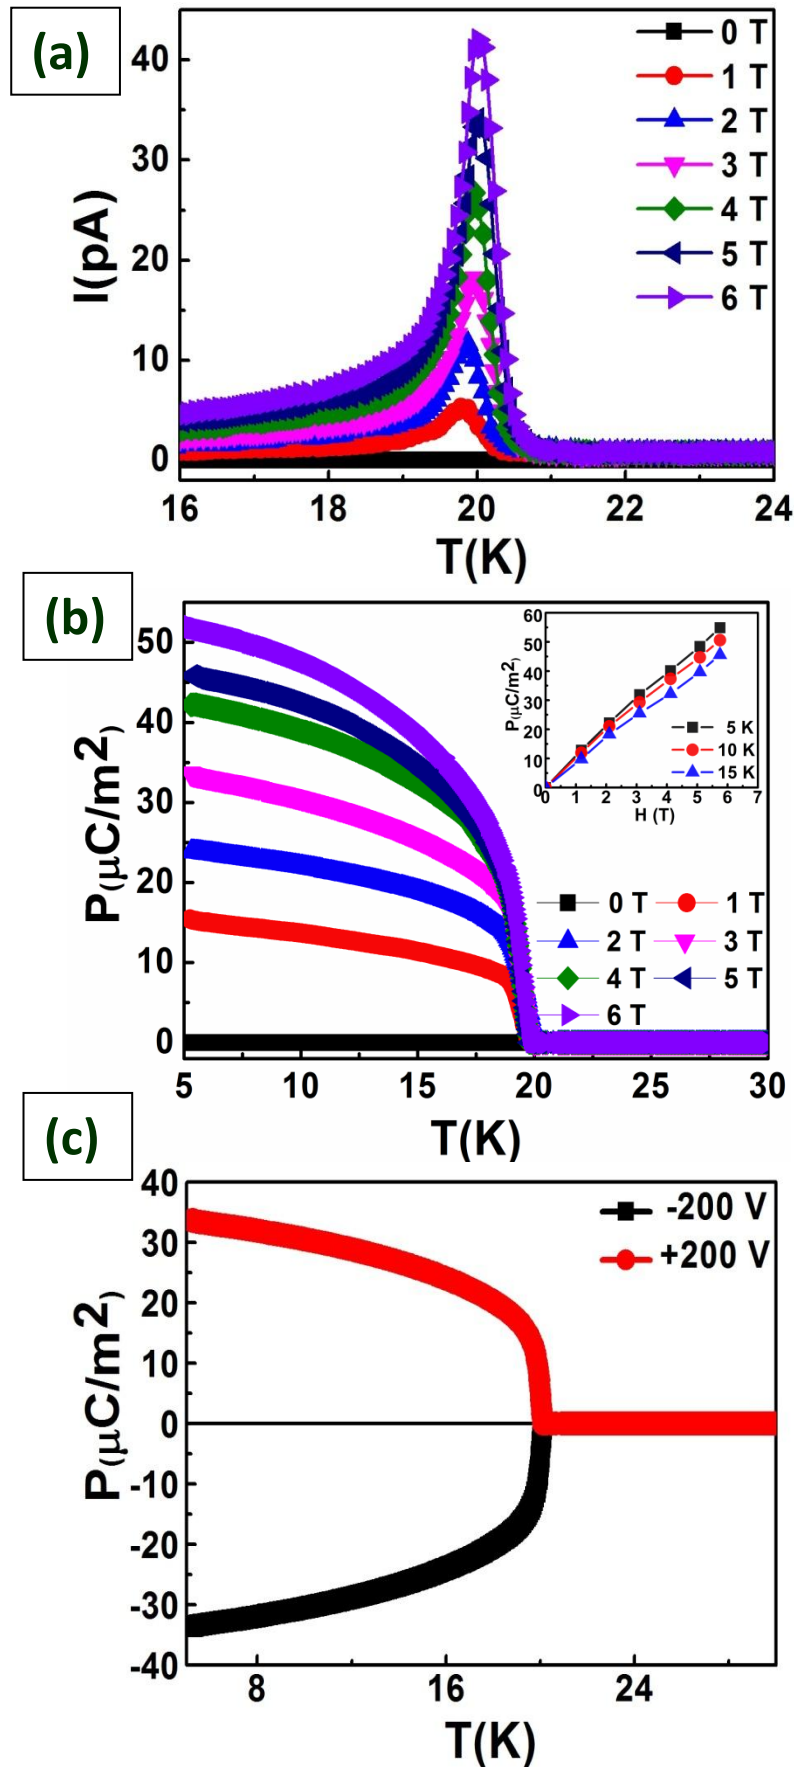 (a)
I(pA)
40
30
20
10
0
0 T
1 T
2 T
3 T
4 T
5 T
6 T
16 18 20 22 24
T(K)
(b)
P(μC/m²)
50
40
30
20
10
0
P(μC/m²)
60
50
40
30
20
10
0
5 K
10 K
15 K
0 1 2 3 4 5 6 7
H (T)
0 T 1 T
2 T 3 T
4 T 5 T
6 T
5 10 15 20 25 30
T(K)
(c)
P(μC/m²)
40
30
20
10
0
-10
-20
-30
-40
-200 V
+200 V
8 16 24
T(K)